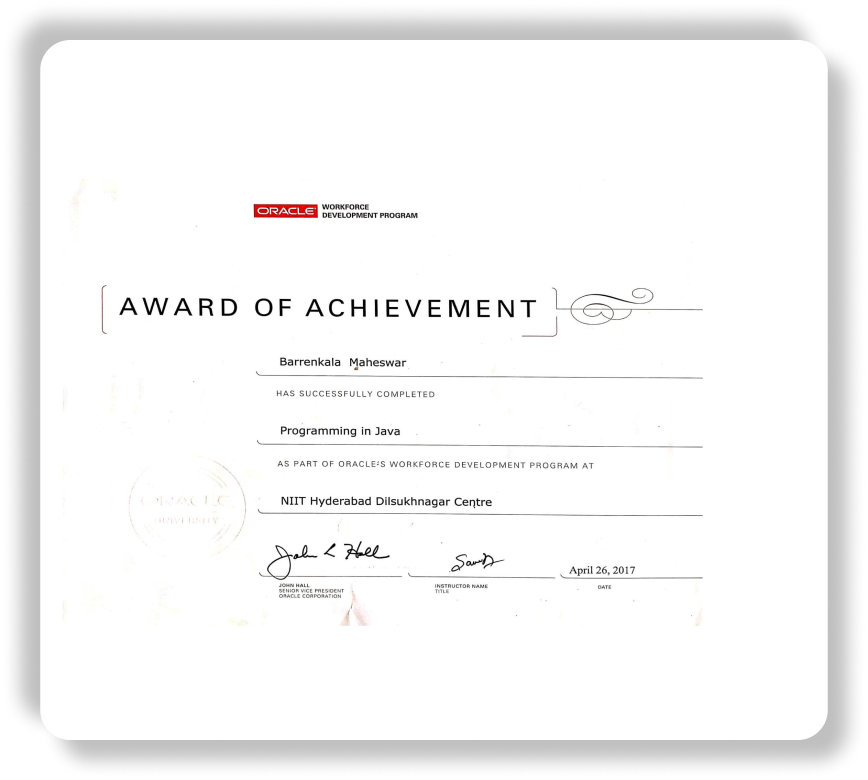 ORACLE WORKFORCE
DEVELOPMENT PROGRAM
AWARD OF ACHIEVEMENT
Barrenkala Maheswar
HAS SUCCESSFULLY COMPLETED
Programming in Java
AS PART OF ORACLE'S WORKFORCE DEVELOPMENT PROGRAM AT
NIIT Hyderabad Dilsukhnagar Centre
ORACLE
UNIVERSITY
John L Hall
April 26, 2017
JOHN HALL
SENIOR VICE PRESIDENT
ORACLE CORPORATION
INSTRUCTOR NAME
TITLE
DATE